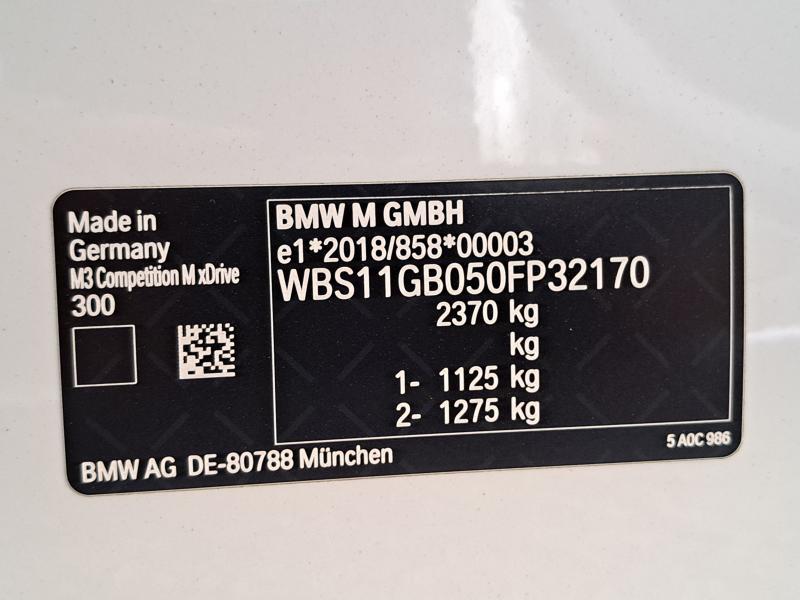 Made in
Germany
M3 Competition M xDrive
300
BMW M GMBH
e1*2018/858*00003
WBS11GB050FP32170
2370 kg
kg
1- 1125 kg
2- 1275 kg
BMW AG DE-80788 München
5 A0C 986